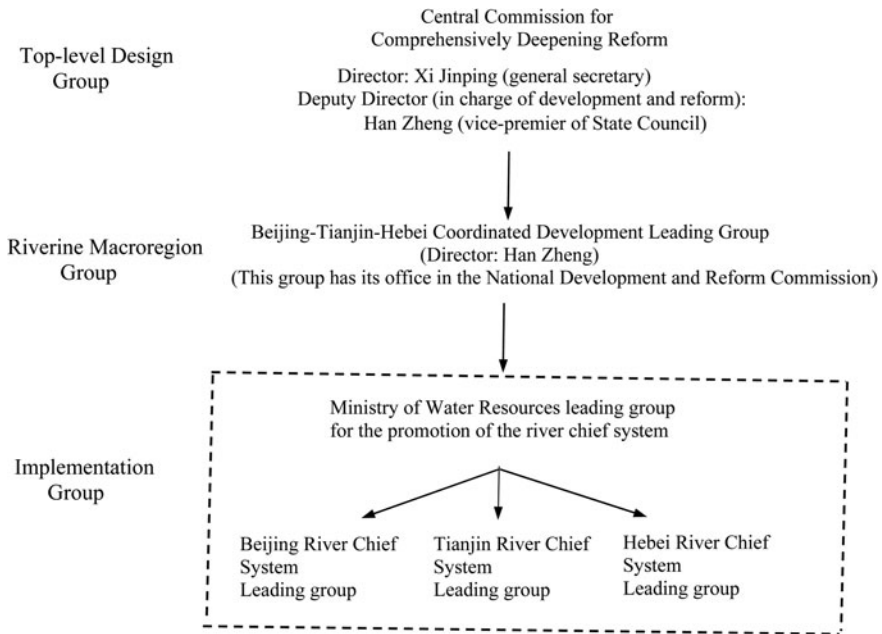 Top-level Design
Group
Central Commission for
Comprehensively Deepening Reform
Director: Xi Jinping (general secretary)
Deputy Director (in charge of development and reform):
Han Zheng (vice-premier of State Council)
Riverine Macroregion
Group
Beijing-Tianjin-Hebei Coordinated Development Leading Group
(Director: Han Zheng)
(This group has its office in the National Development and Reform Commission)
Implementation
Group
Ministry of Water Resources leading group
for the promotion of the river chief system
Beijing River Chief
System
Leading group
Tianjin River Chief
System
Leading group
Hebei River Chief
System
Leading group